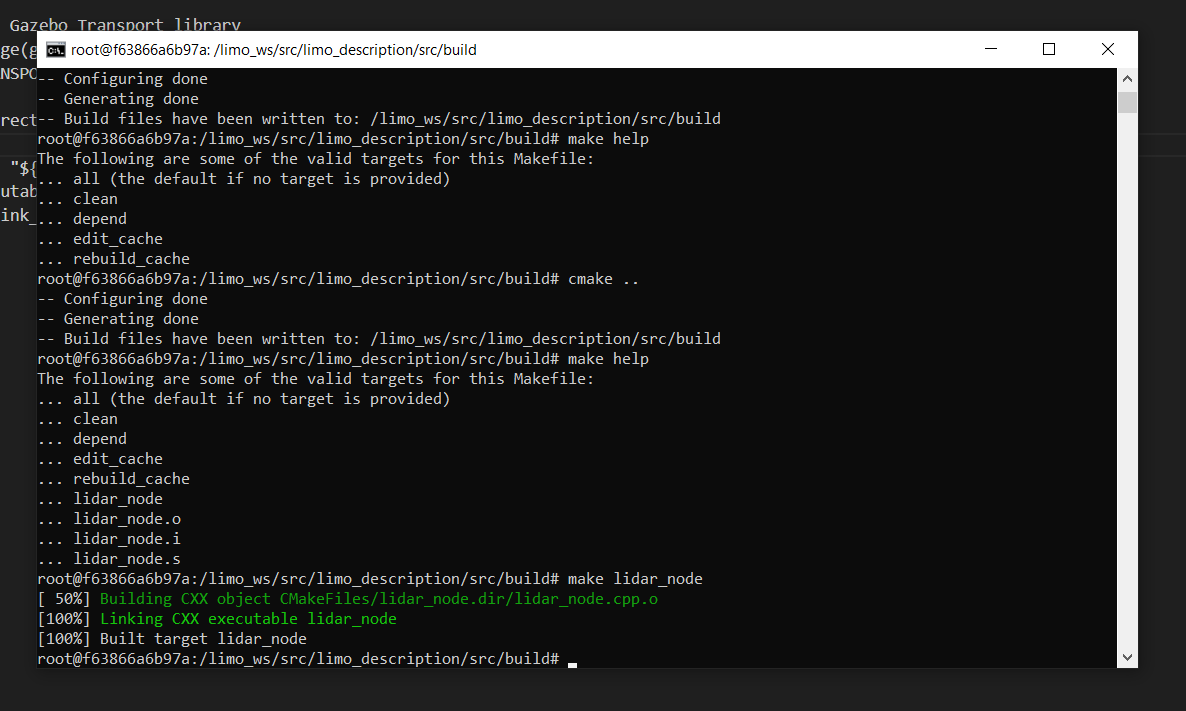 Gazebo Transport library
ge(g
NSPO
rect
"${
utab
ink_
root@f63866a6b97a: /limo_ws/src/limo_description/src/build
-- Configuring done
-- Generating done
-- Build files have been written to: /limo_ws/src/limo_description/src/build
root@f63866a6b97a:/limo_ws/src/limo_description/src/build# make help
The following are some of the valid targets for this Makefile:
... all (the default if no target is provided)
... clean
... depend
... edit_cache
... rebuild_cache
root@f63866a6b97a:/limo_ws/src/limo_description/src/build# cmake ..
-- Configuring done
-- Generating done
-- Build files have been written to: /limo_ws/src/limo_description/src/build
root@f63866a6b97a:/limo_ws/src/limo_description/src/build# make help
The following are some of the valid targets for this Makefile:
... all (the default if no target is provided)
... clean
... depend
... edit_cache
... rebuild_cache
... lidar_node
... lidar_node.o
... lidar_node.i
... lidar_node.s
root@f63866a6b97a:/limo_ws/src/limo_description/src/build# make lidar_node
[ 50%] Building CXX object CMakeFiles/lidar_node.dir/lidar_node.cpp.o
[100%] Linking CXX executable lidar_node
[100%] Built target lidar_node
root@f63866a6b97a:/limo_ws/src/limo_description/src/build#